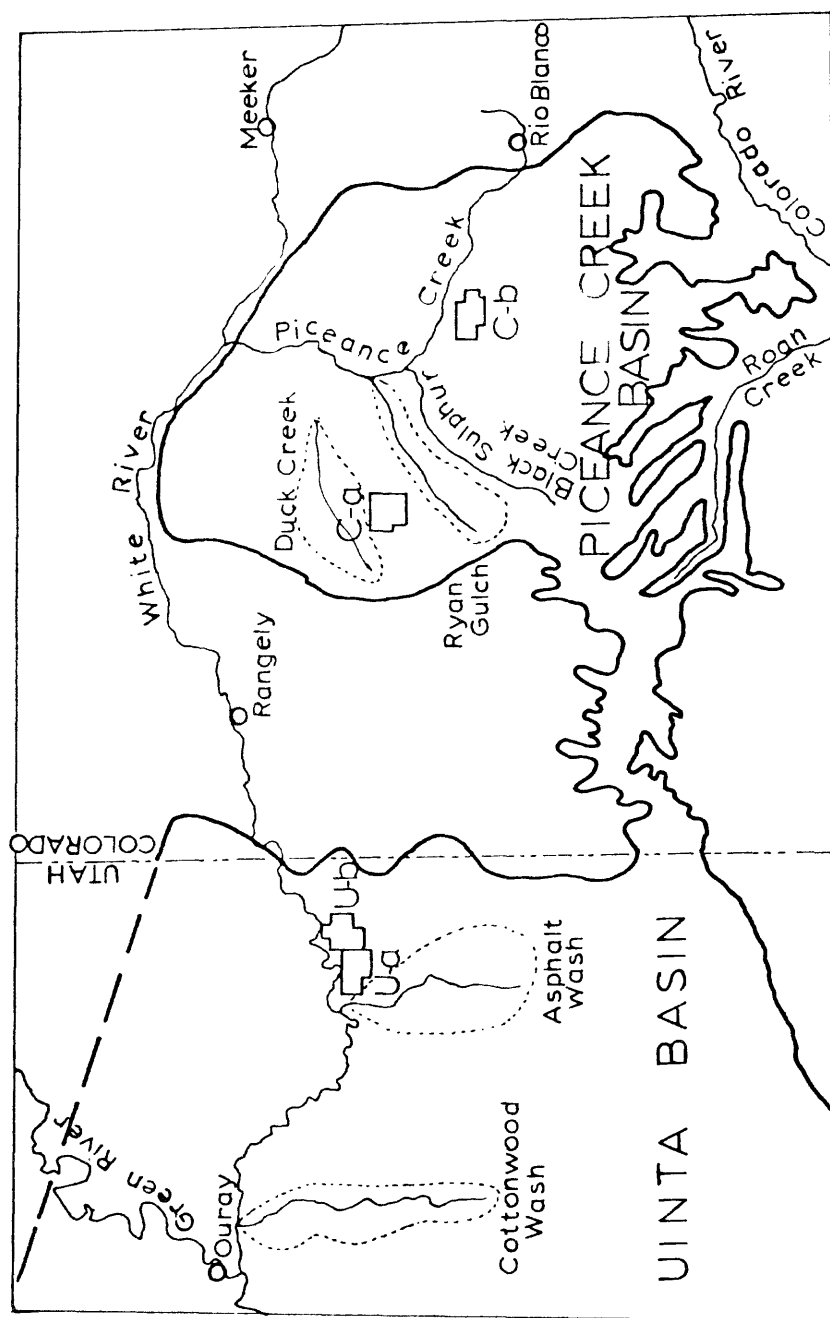 Green River
Ouray
UTAH
COLORADO
White River
Rangely
Meeker
Duck Creek
C-a
Piceance
Creek
Rio Blanco
C-b
Ryan
Gulch
Black Sulphur
Creek
U-b
U-a
Asphalt
Wash
Cottonwood
Wash
UINTA BASIN
PICEANCE CREEK
BASIN
Roan
Creek
Colorado River